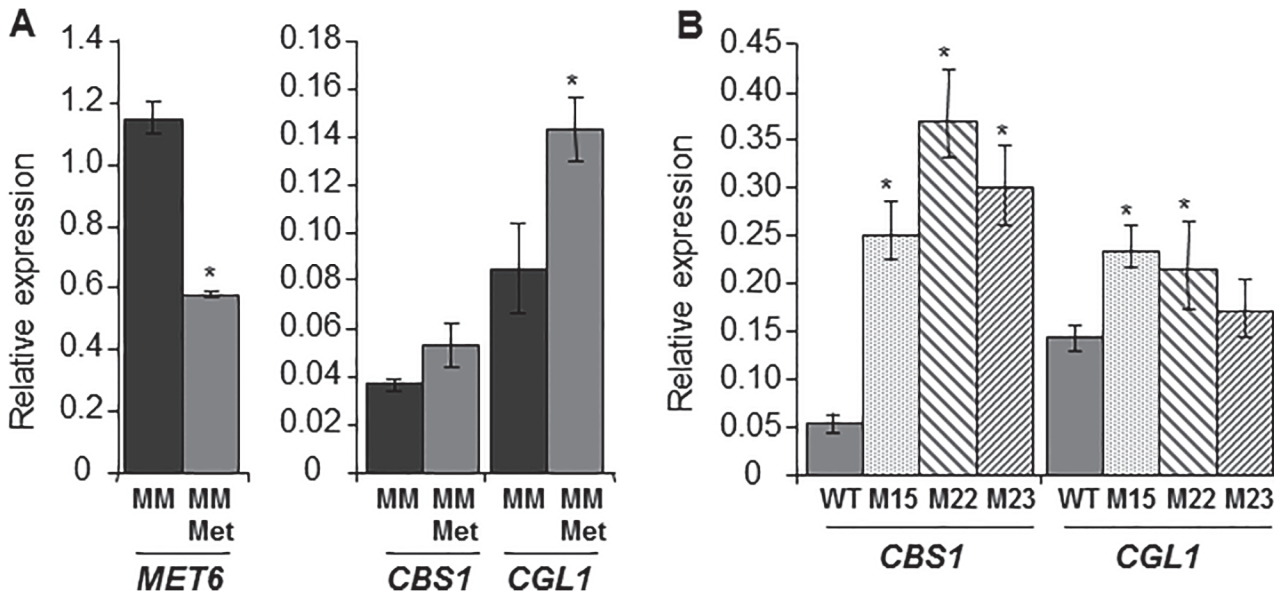 A
Relative expression
1.4
1.2
1.0
0.8
0.6
0.4
0.2
0
*
MM MM
Met
MET6
0.18
0.16
0.14
0.12
0.10
0.08
0.06
0.04
0.02
0
*
MM MM MM MM
Met Met
CBS1 CGL1
B
Relative expression
0.45
0.40
0.35
0.30
0.25
0.20
0.15
0.10
0.05
0
* * * * *
WT M15 M22 M23 WT M15 M22 M23
CBS1 CGL1